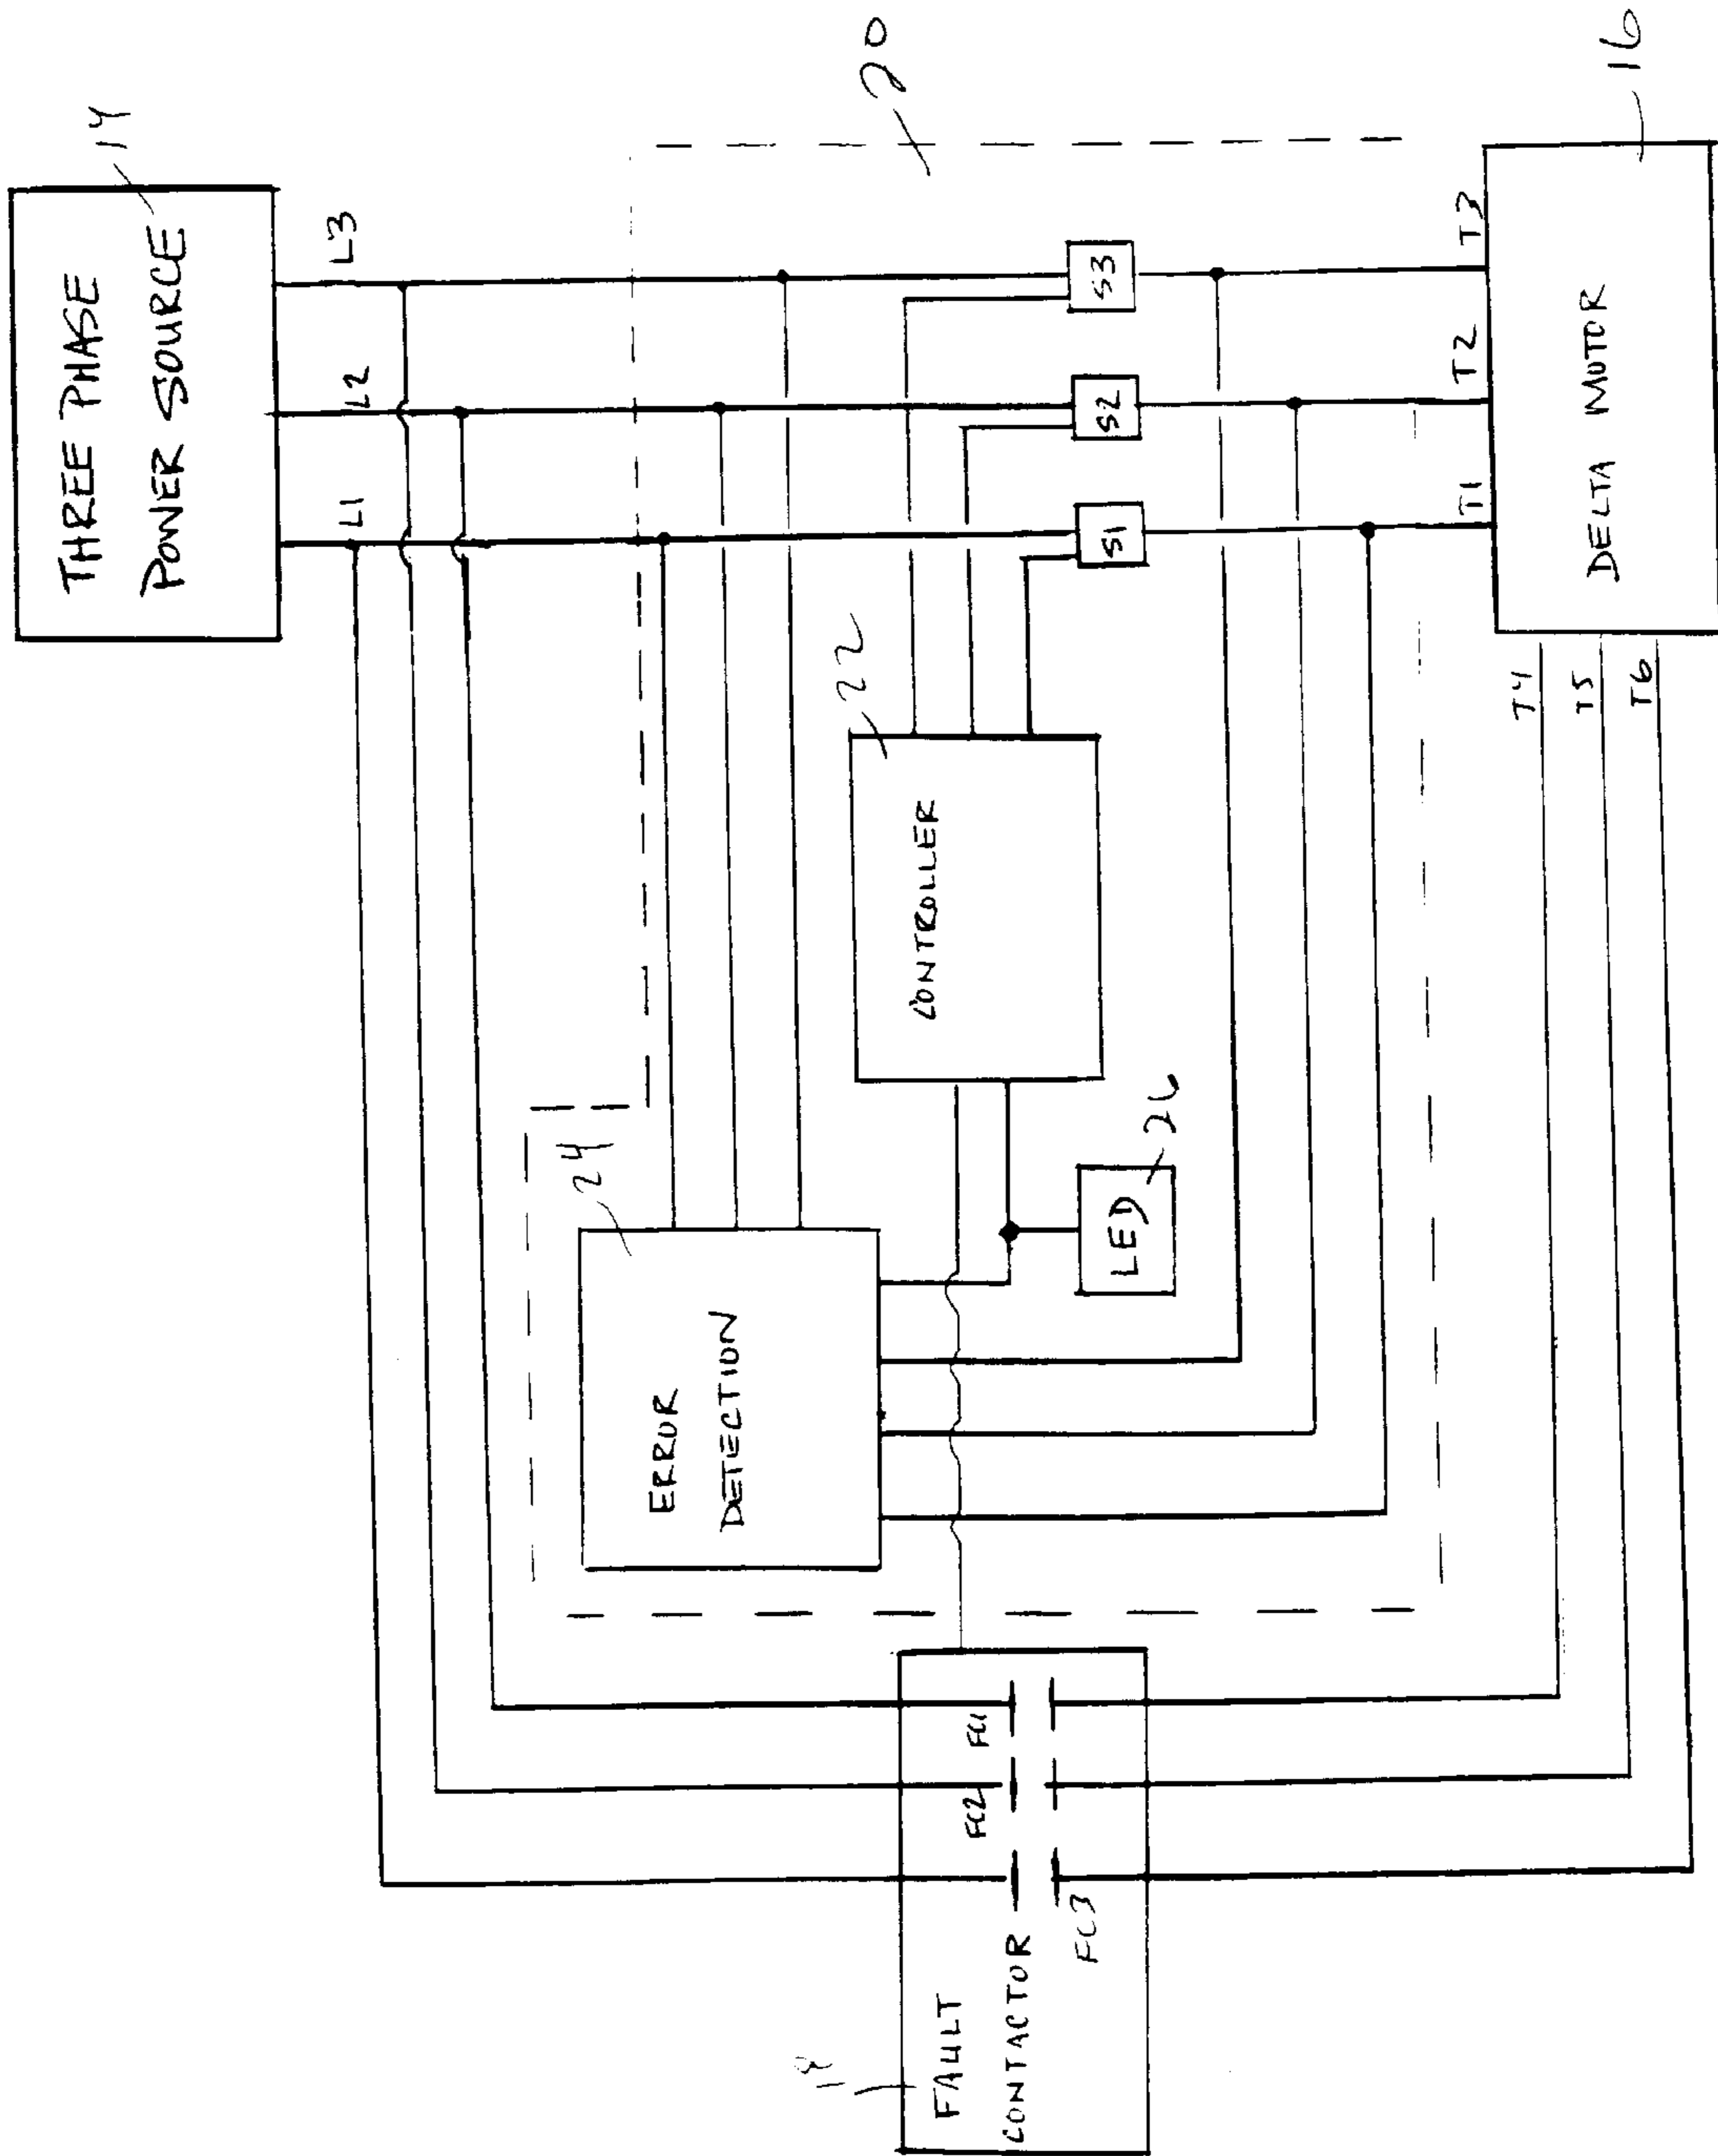 THREE PHASE
POWER SOURCE
14
L1
L2
L3
20
24
ERROR
DETECTION
22
CONTROLLER
LED
26
S1
S2
S3
FAULT
CONTACTOR
FC1
FC2
FC3
T1
T2
T3
T4
T5
T6
DELTA MOTOR
16